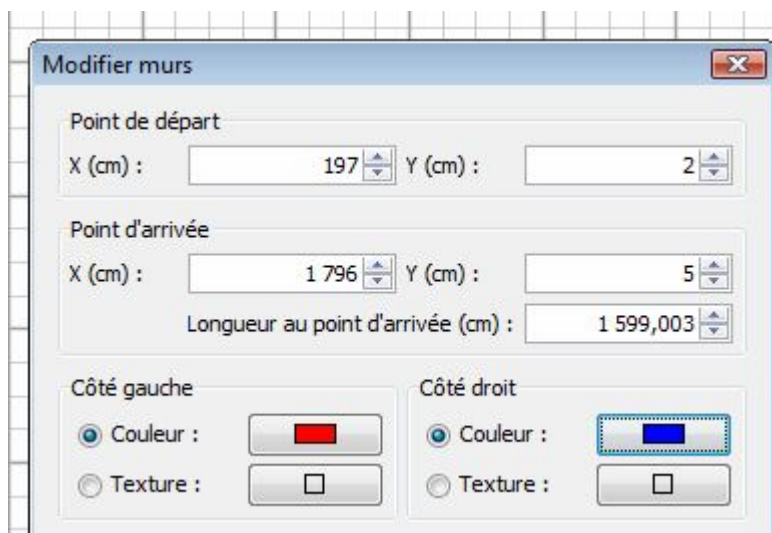 Modifier murs
Point de départ
X (cm) : 197 Y (cm) : 2
Point d'arrivée
X (cm) : 1 796 Y (cm) : 5
Longueur au point d'arrivée (cm) : 1 599,003
Côté gauche Côté droit
Couleur : Couleur :
Texture : Texture :